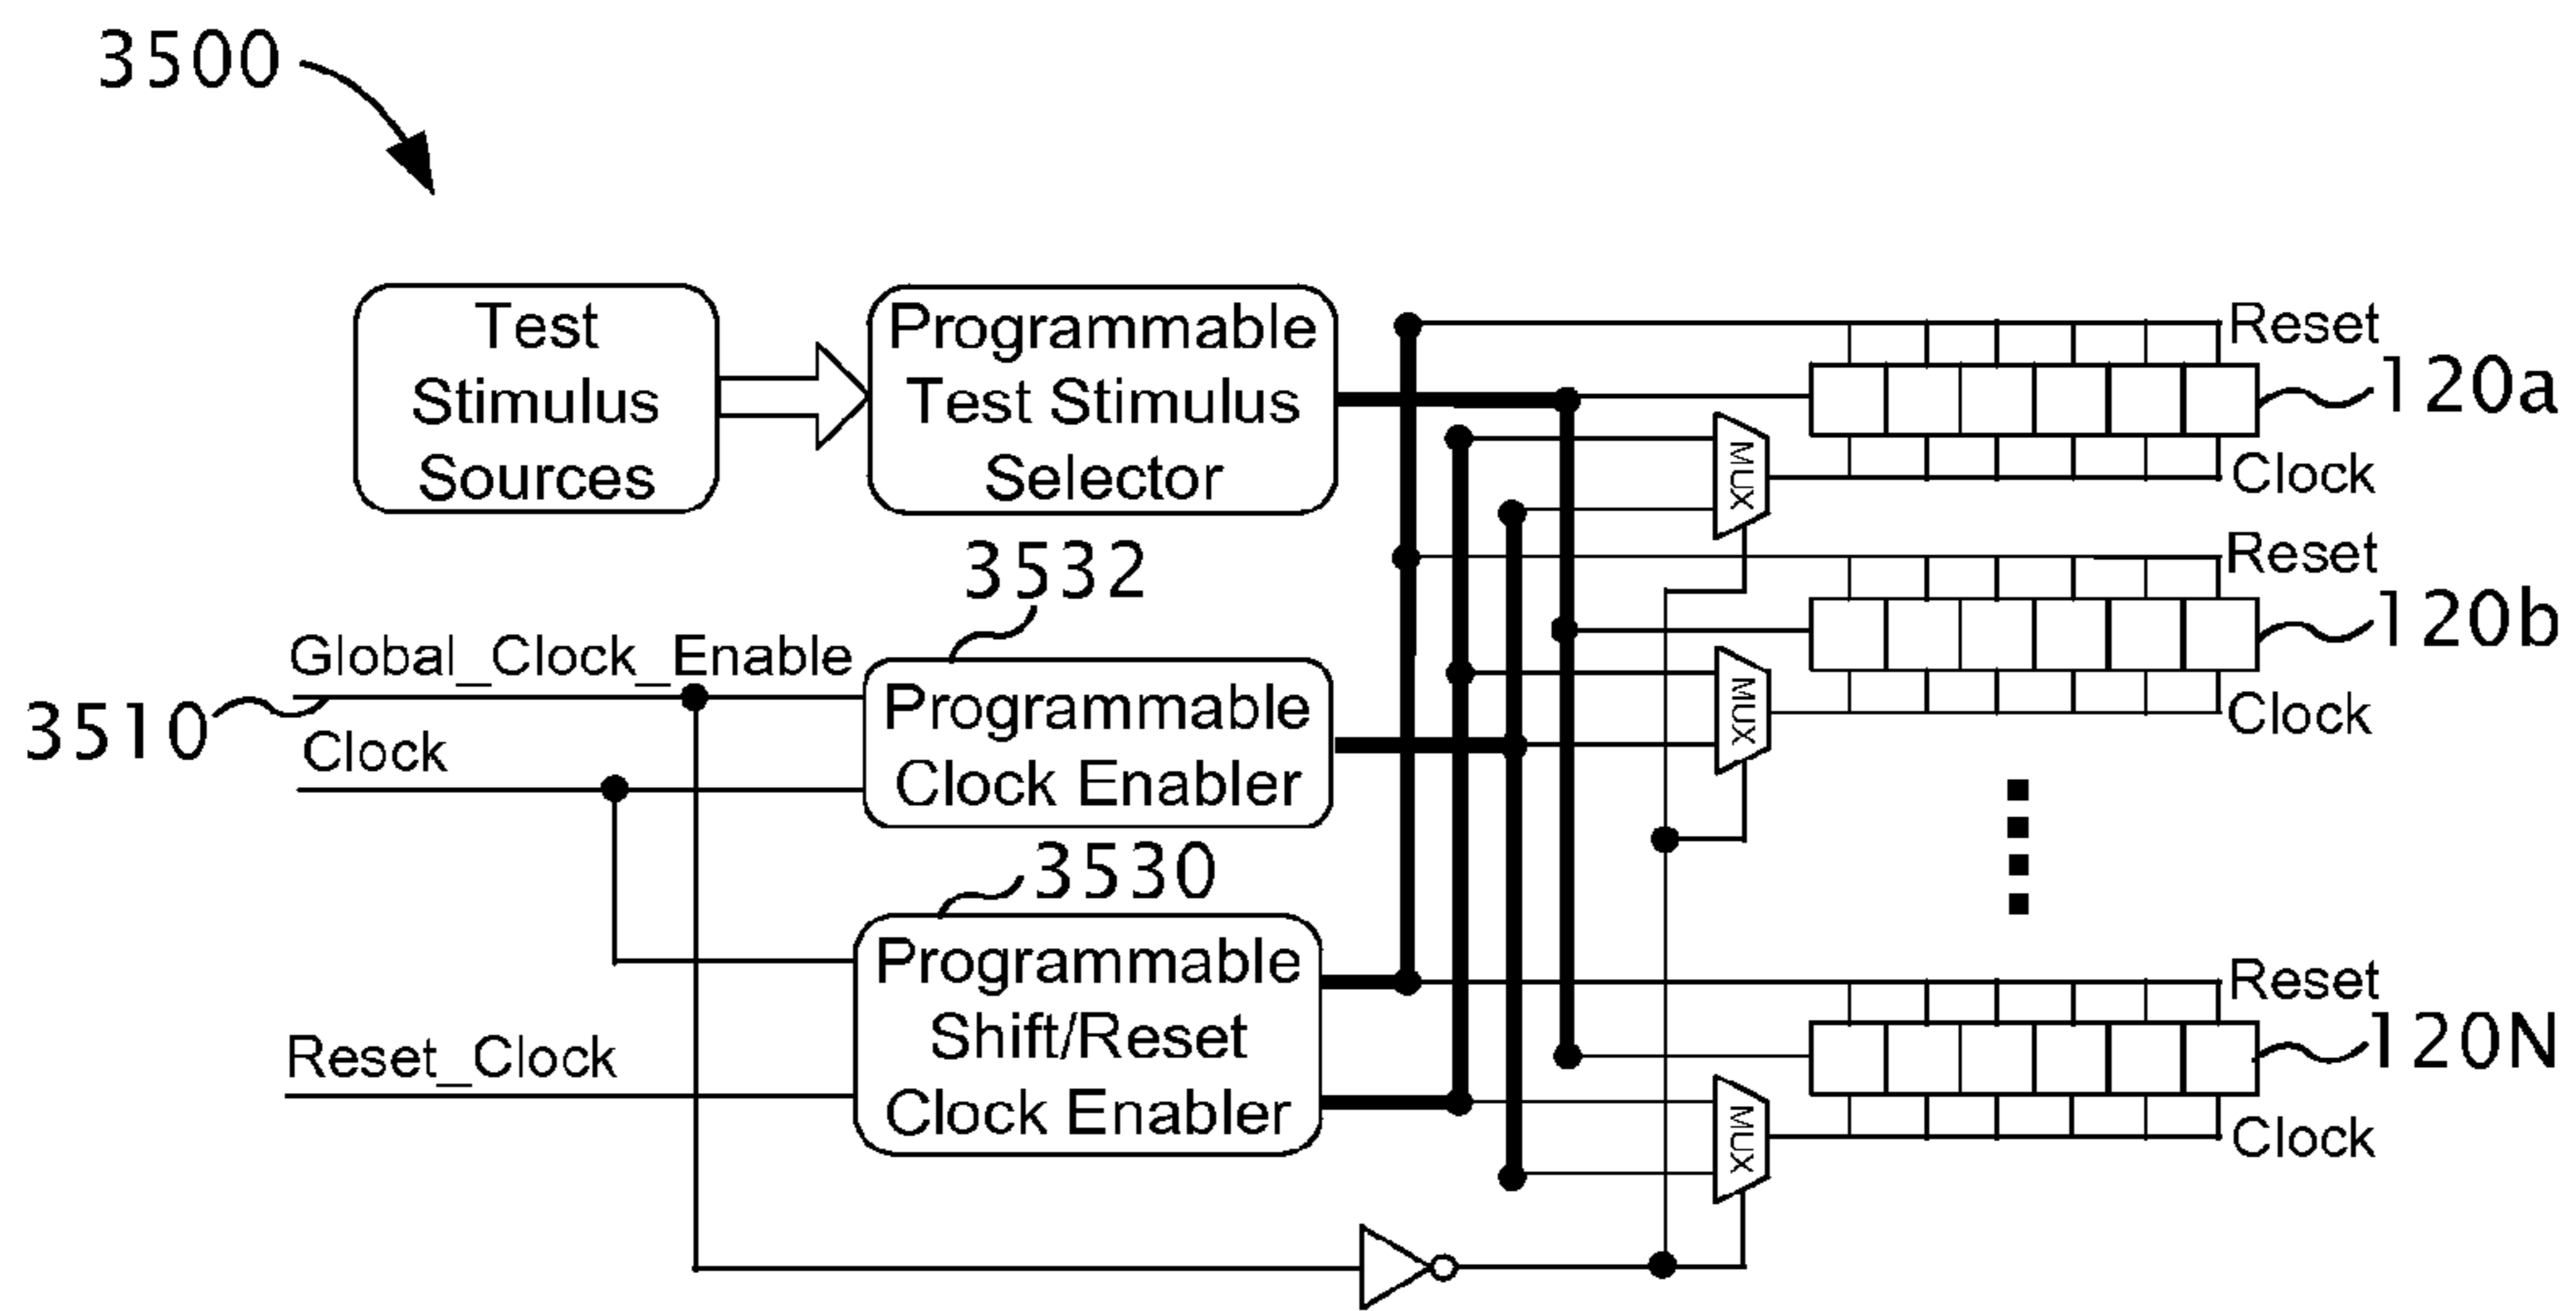 3500
Test
Stimulus
Sources
Programmable
Test Stimulus
Selector
Reset
120a
MUX
Clock
3532
Reset
120b
Global_Clock_Enable
3510
Clock
Programmable
Clock Enabler
MUX
Clock
3530
Programmable
Shift/Reset
Clock Enabler
Reset_Clock
Reset
120N
MUX
Clock